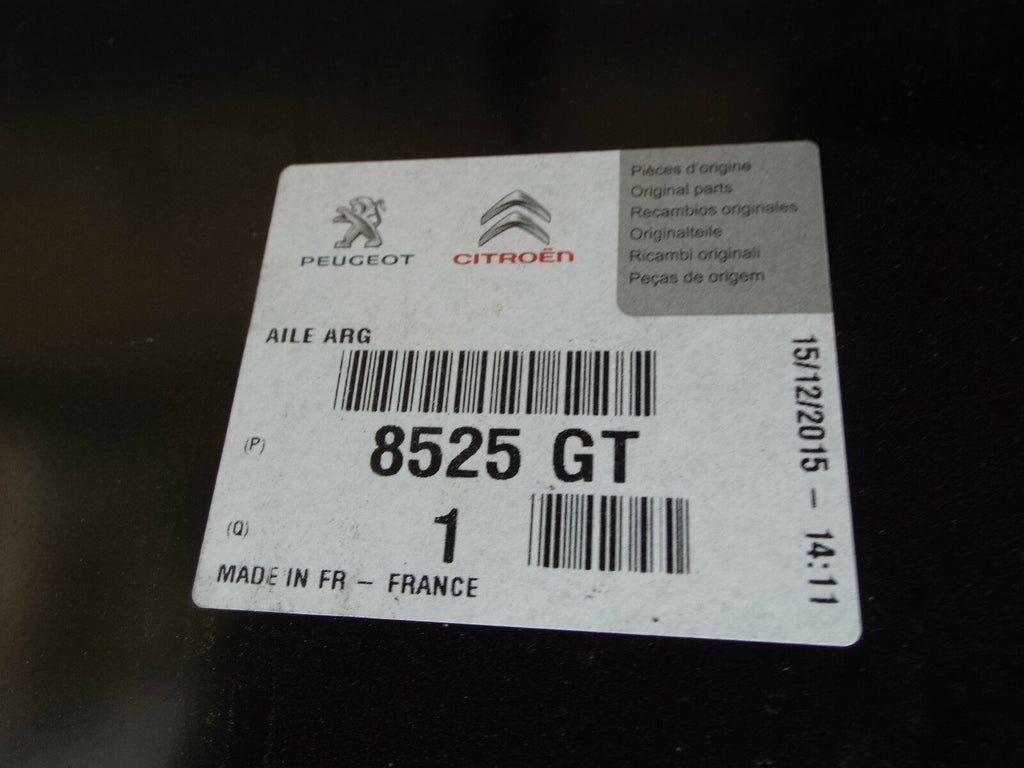 PEUGEOT
CITROËN
Pièces d'origine
Original parts
Recambios originales
Originalteile
Ricambi originali
Peças de origem
AILE ARG
(P) 8525 GT
(Q) 1
MADE IN FR – FRANCE
15/12/2015 – 14:11